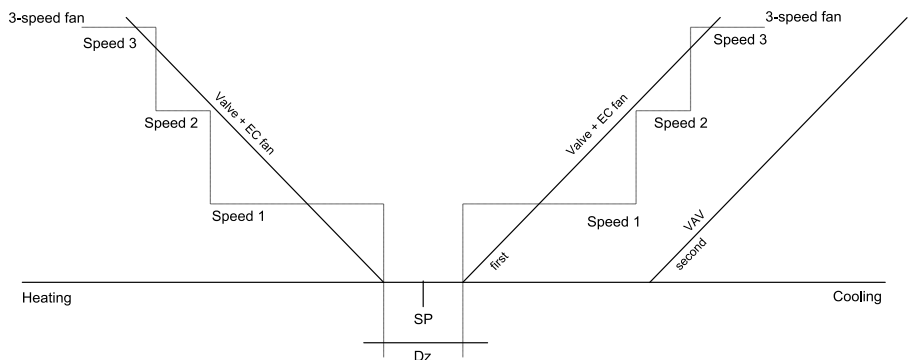 3-speed fan
Speed 3
Speed 2
Speed 1
Valve + EC fan
3-speed fan
Speed 3
Speed 2
Speed 1
Valve + EC fan
first
VAV
second
Heating
SP
Cooling
Dz